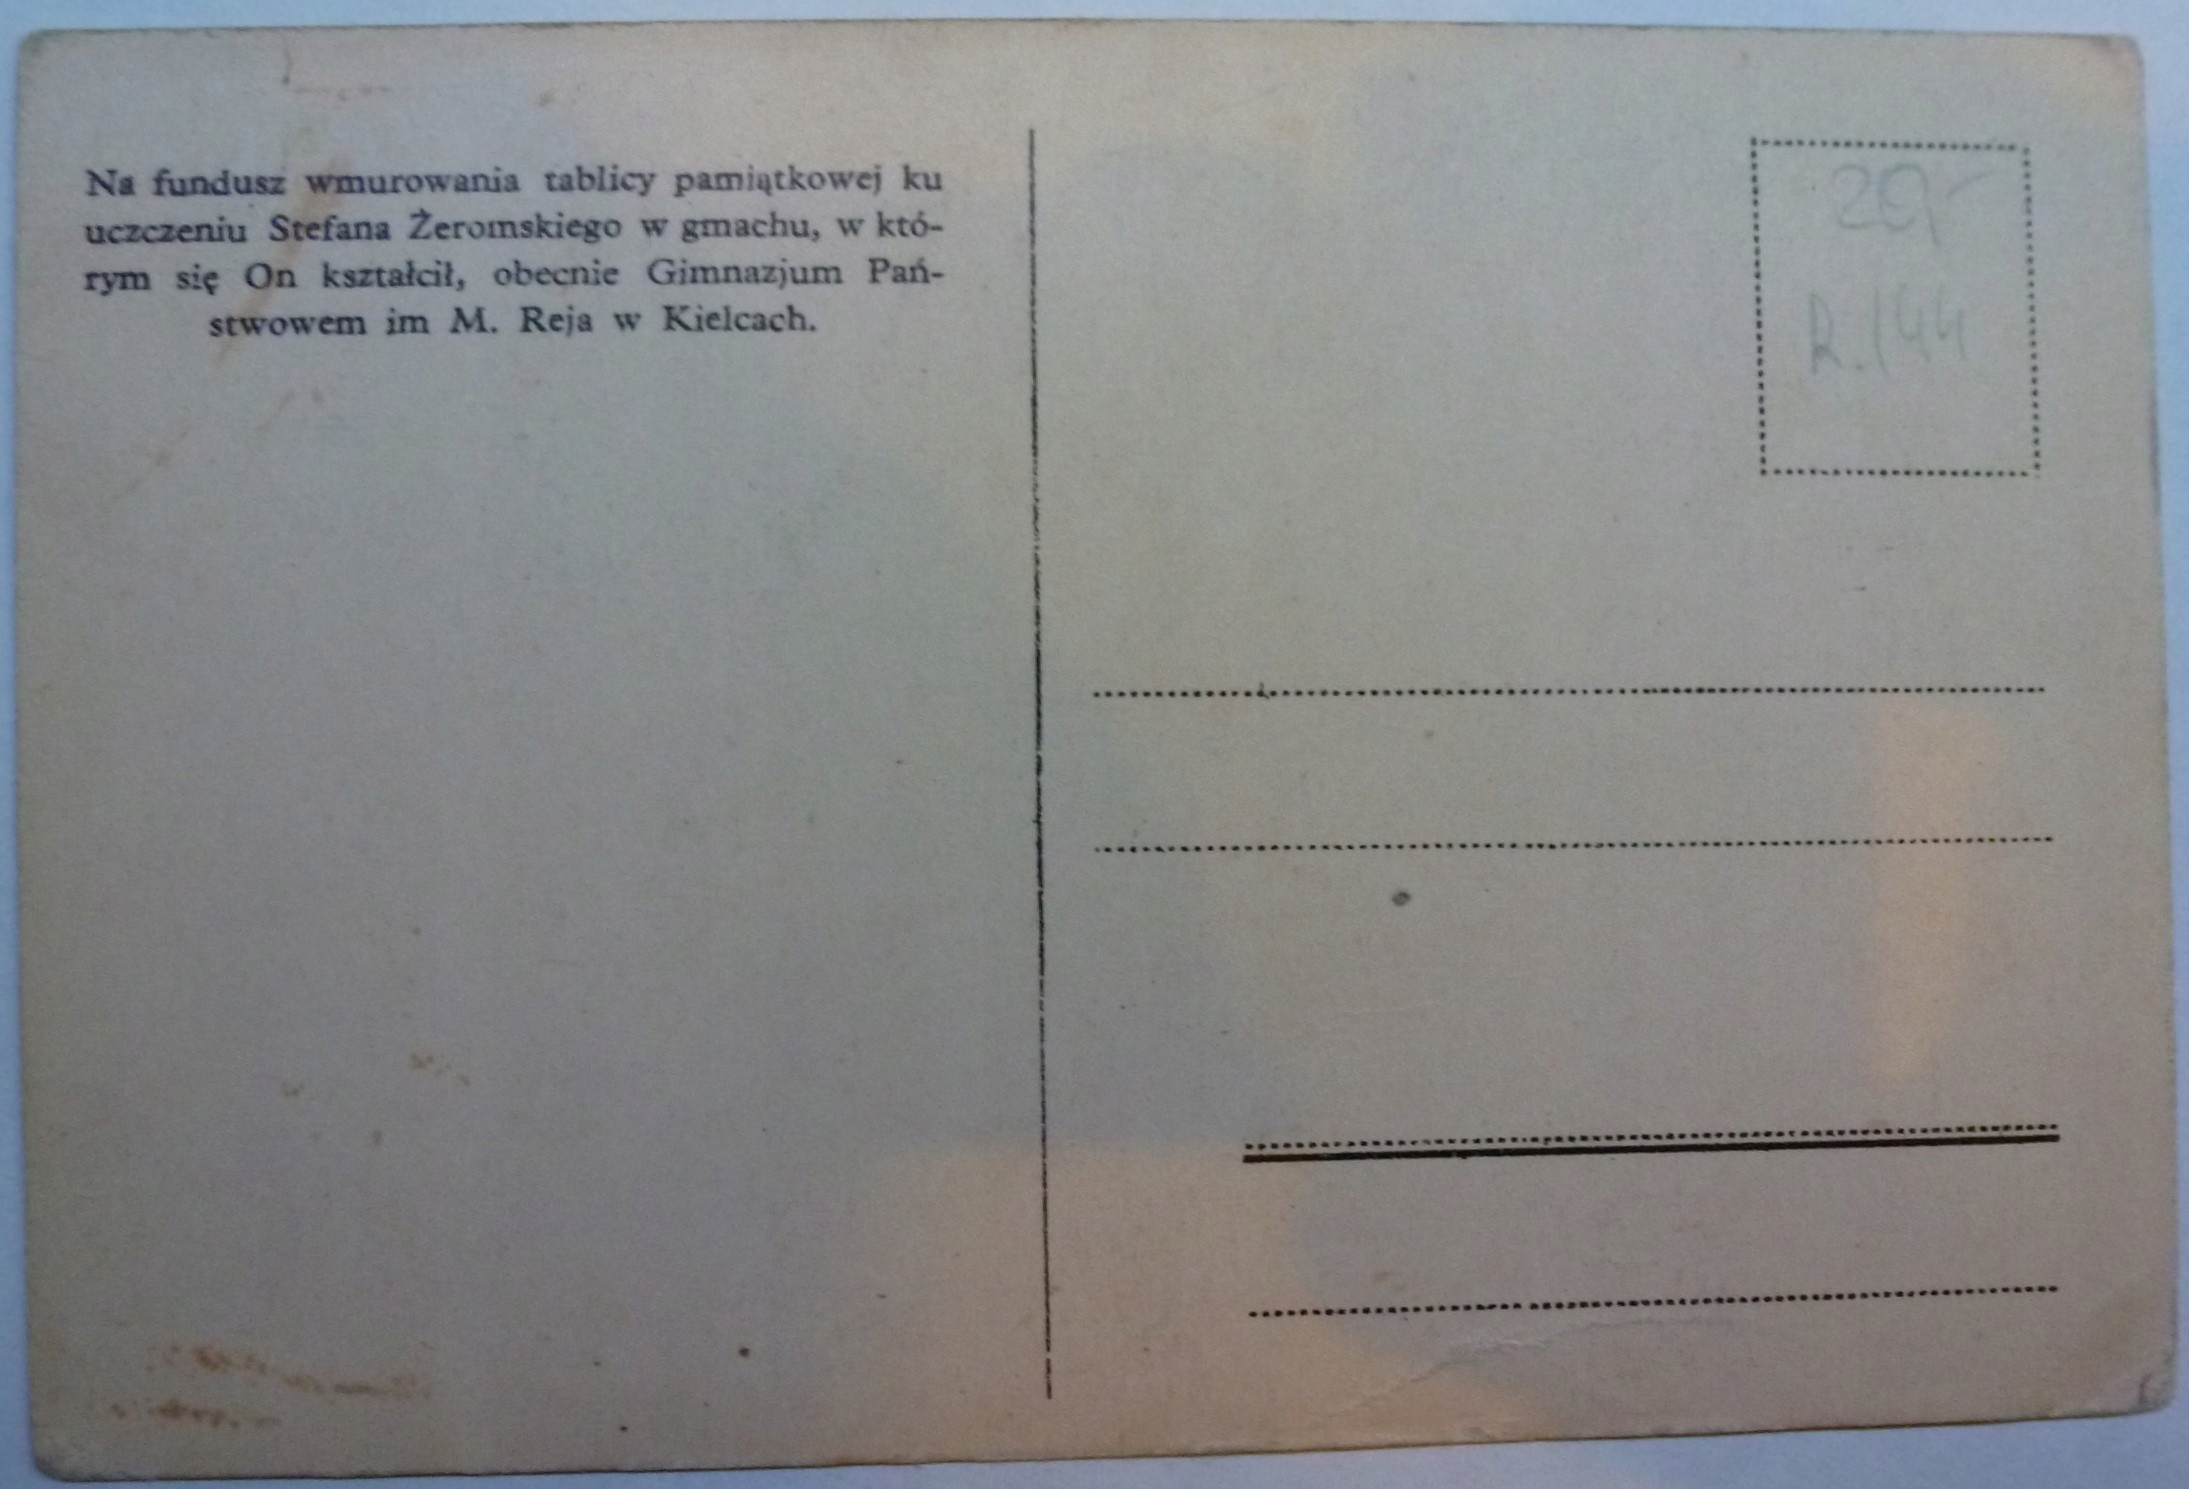 Na fundusz wmurowania tablicy pamiątkowej ku
uczczeniu Stefana Żeromskiego w gmachu, w któ-
rym się On kształcił, obecnie Gimnazjum Pań-
stwowem im M. Reja w Kielcach.
20,-
R.144